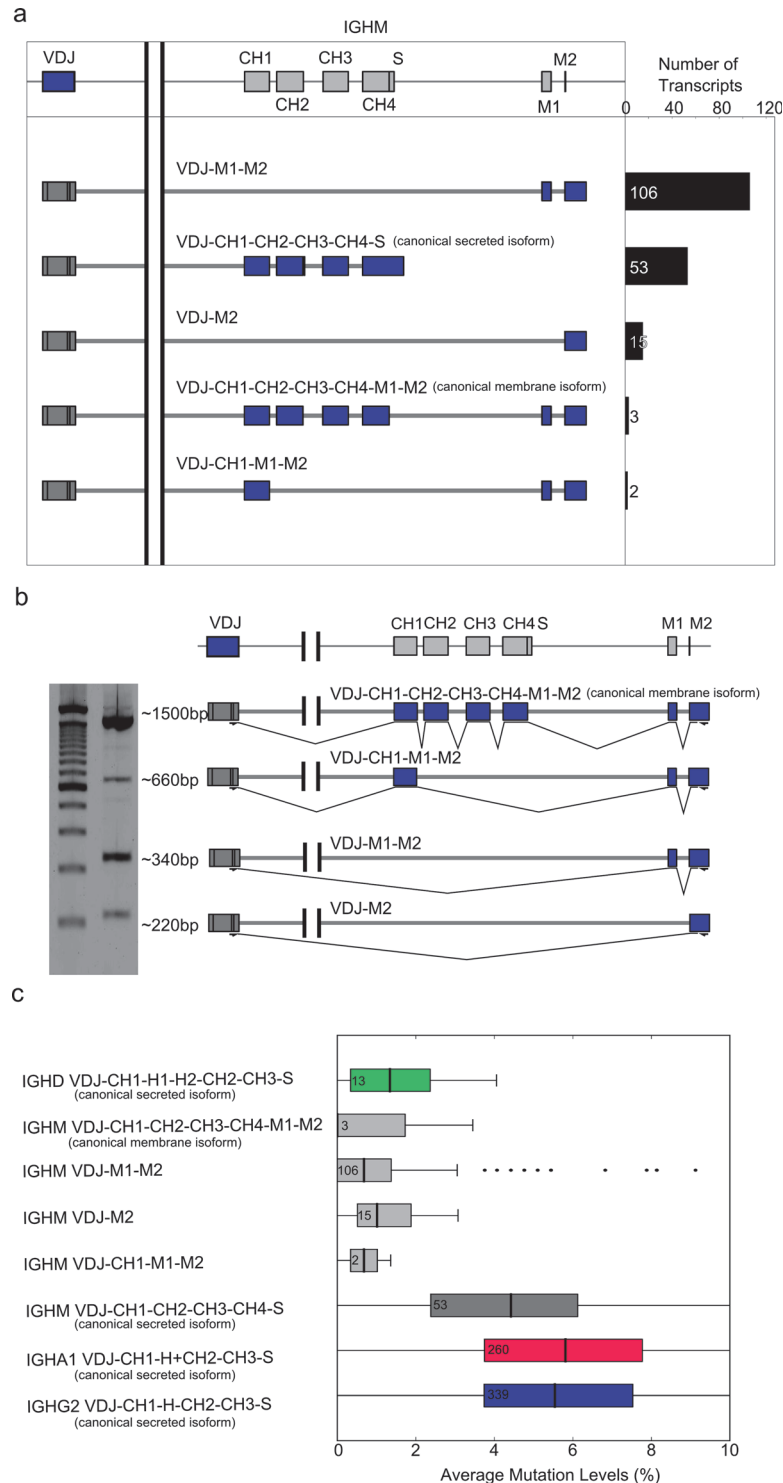 a
IGHM
VDJ CH1 CH3 S M2
CH2 CH4 M1
Number of
Transcripts
0 40 80 120
VDJ-M1-M2
106
VDJ-CH1-CH2-CH3-CH4-S (canonical secreted isoform)
53
VDJ-M2
15
VDJ-CH1-CH2-CH3-CH4-M1-M2 (canonical membrane isoform)
3
VDJ-CH1-M1-M2
2
b
VDJ CH1 CH2 CH3 CH4 S M1 M2
VDJ-CH1-CH2-CH3-CH4-M1-M2 (canonical membrane isoform)
~1500bp
VDJ-CH1-M1-M2
~660bp
VDJ-M1-M2
~340bp
VDJ-M2
~220bp
c
IGHD VDJ-CH1-H1-H2-CH2-CH3-S
(canonical secreted isoform)
13
IGHM VDJ-CH1-CH2-CH3-CH4-M1-M2
(canonical membrane isoform)
3
IGHM VDJ-M1-M2
106
IGHM VDJ-M2
15
IGHM VDJ-CH1-M1-M2
2
IGHM VDJ-CH1-CH2-CH3-CH4-S
(canonical secreted isoform)
53
IGHA1 VDJ-CH1-H+CH2-CH3-S
(canonical secreted isoform)
260
IGHG2 VDJ-CH1-H-CH2-CH3-S
(canonical secreted isoform)
339
0 2 4 6 8 10
Average Mutation Levels (%)